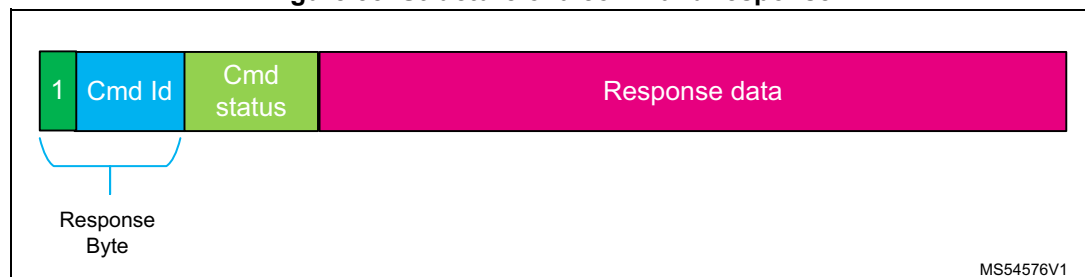 1 Cmd Id Cmd status Response data
Response
Byte
MS54576V1